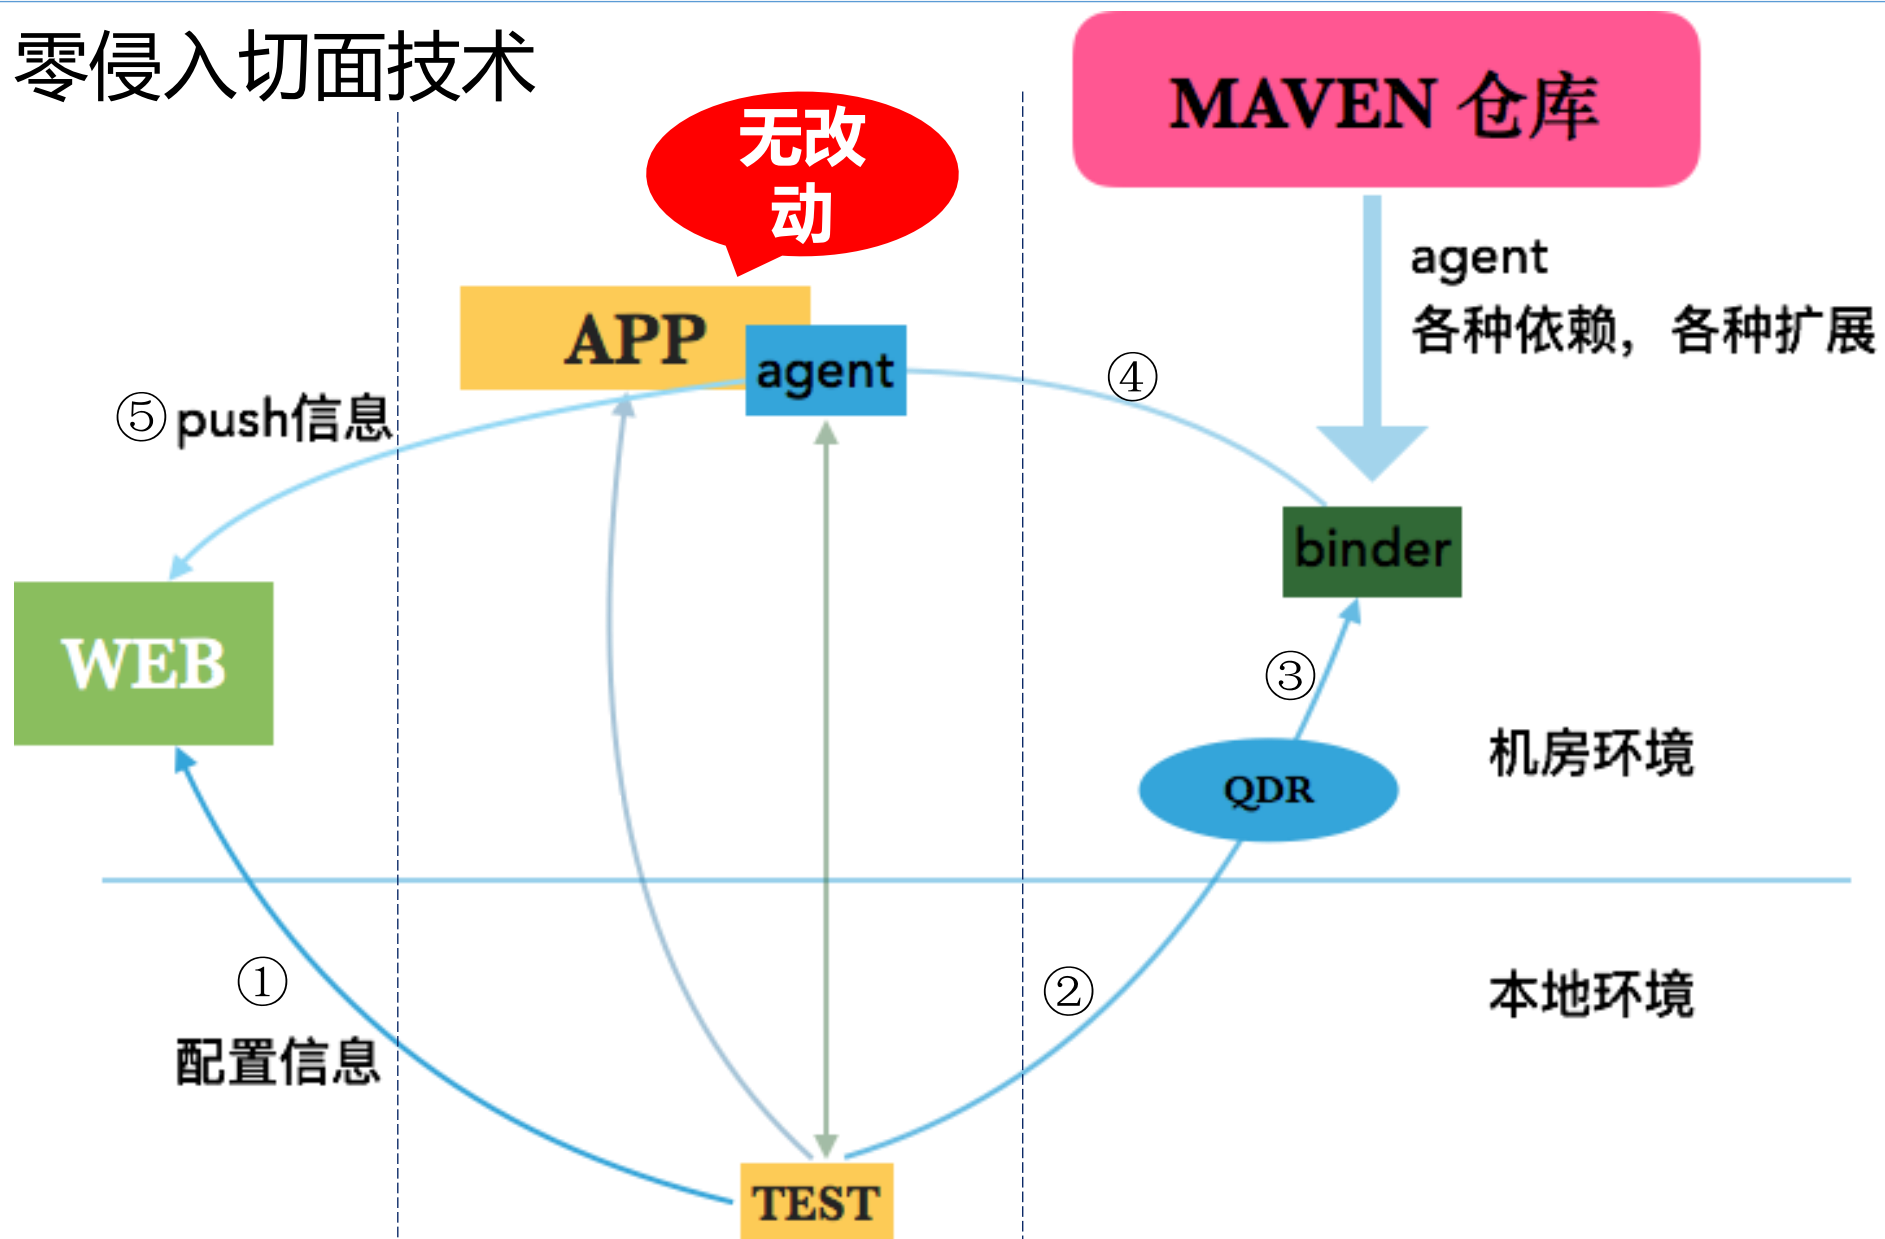 零侵入切面技术
MAVEN 仓库
无改
动
agent
各种依赖，各种扩展
APP
agent
④
⑤push信息
binder
WEB
③
机房环境
QDR
①
②
本地环境
配置信息
TEST